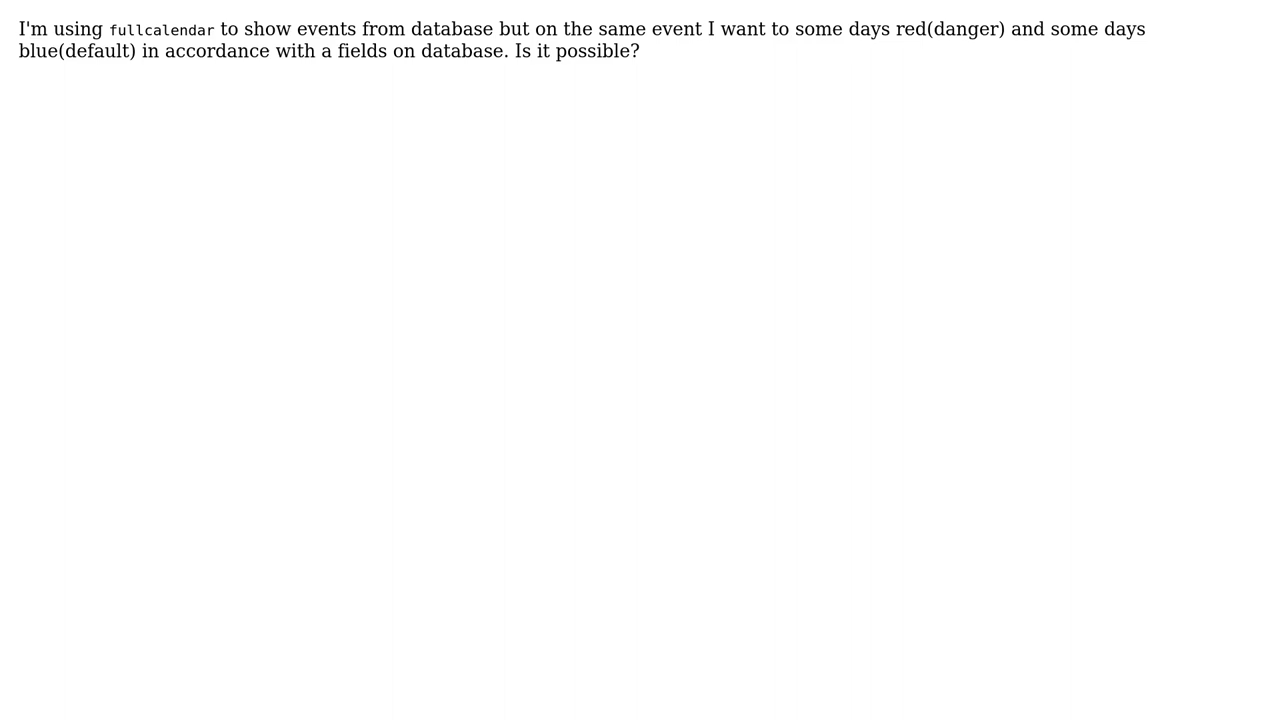 I'm using fullcalendar to show events from database but on the same event I want to some days red(danger) and some days
blue(default) in accordance with a fields on database. Is it possible?